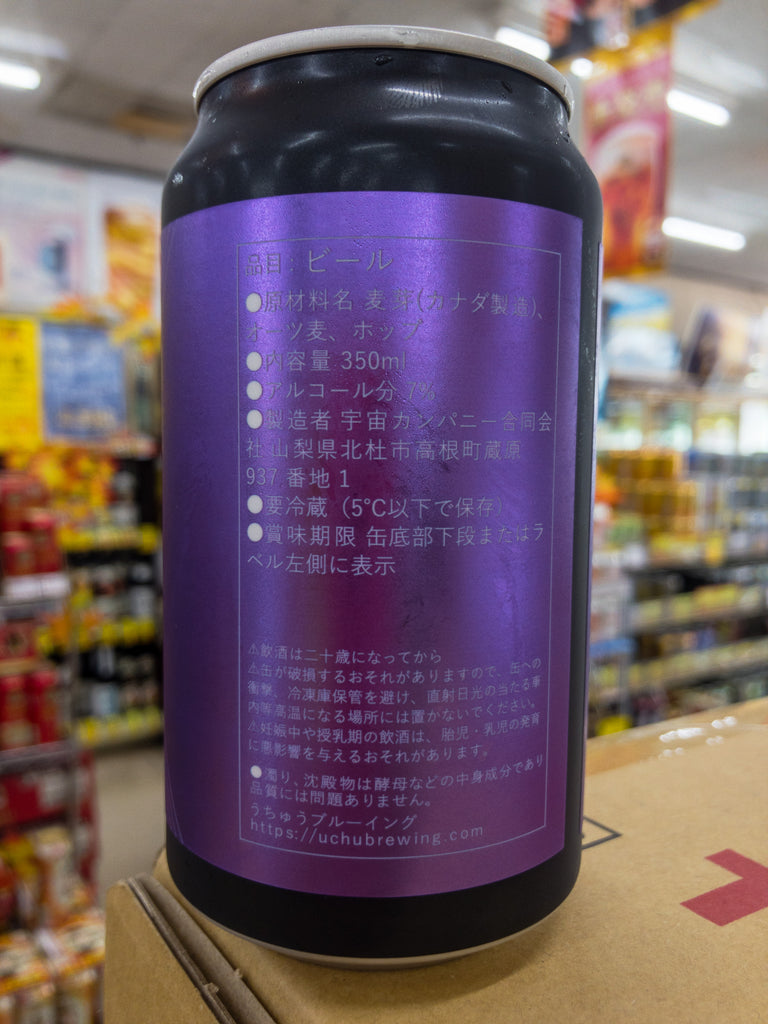 品目：ビール
●原材料名 麦芽(カナダ製造)、
オーツ麦、ホップ
●内容量 350ml
●アルコール分 7%
●製造者 宇宙カンパニー合同会
社 山梨県北杜市高根町蔵原
937 番地 1
●要冷蔵（5℃以下で保存）
●賞味期限 缶底部下段またはラ
ベル左側に表示
⚠飲酒は二十歳になってから
⚠缶が破損するおそれがありますので、缶への
衝撃、冷凍庫保管を避け、直射日光の当たる車
内等高温になる場所には置かないでください。
⚠妊娠中や授乳期の飲酒は、胎児・乳児の発育
に悪影響を与えるおそれがあります。
●濁り、沈殿物は酵母などの中身成分であり
品質には問題ありません。
うちゅうブルーイング
https://uchubrewing.com